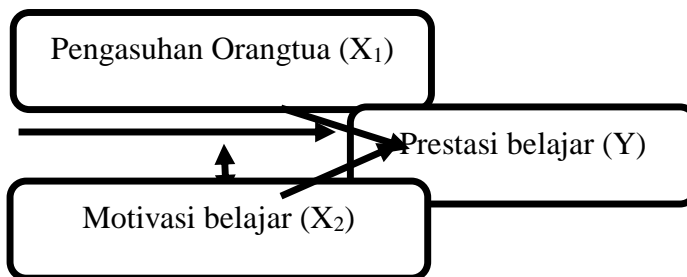 Pengasuhan Orangtua (X₁)
Prestasi belajar (Y)
Motivasi belajar (X₂)